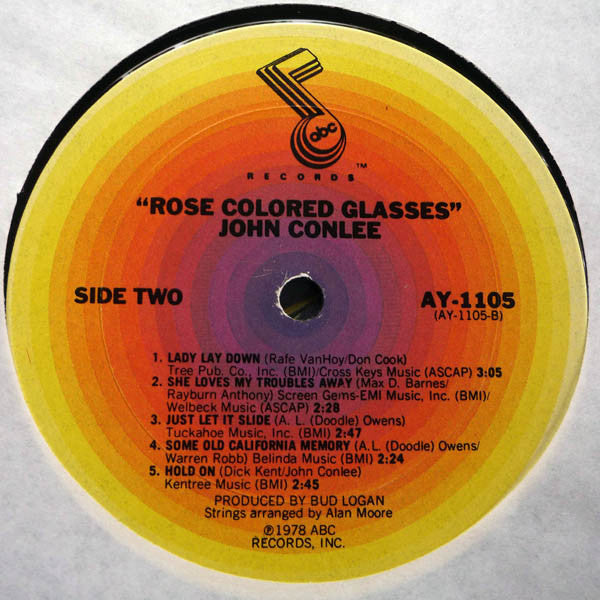 abc
RECORDS ™
"ROSE COLORED GLASSES"
JOHN CONLEE
SIDE TWO
AY-1105
(AY-1105-B)
1. LADY LAY DOWN (Rafe VanHoy/Don Cook)
Tree Pub. Co., Inc. (BMI)/Cross Keys Music (ASCAP) 3:05
2. SHE LOVES MY TROUBLES AWAY (Max D. Barnes/
Rayburn Anthony) Screen Gems-EMI Music, Inc. (BMI)/
Welbeck Music (ASCAP) 2:28
3. JUST LET IT SLIDE (A. L. (Doodle) Owens)
Tuckahoe Music, Inc. (BMI) 2:47
4. SOME OLD CALIFORNIA MEMORY (A.L. (Doodle) Owens/
Warren Robb) Belinda Music (BMI) 2:24
5. HOLD ON (Dick Kent/John Conlee)
Kentree Music (BMI) 2:45
PRODUCED BY BUD LOGAN
Strings arranged by Alan Moore
℗ 1978 ABC
RECORDS, INC.